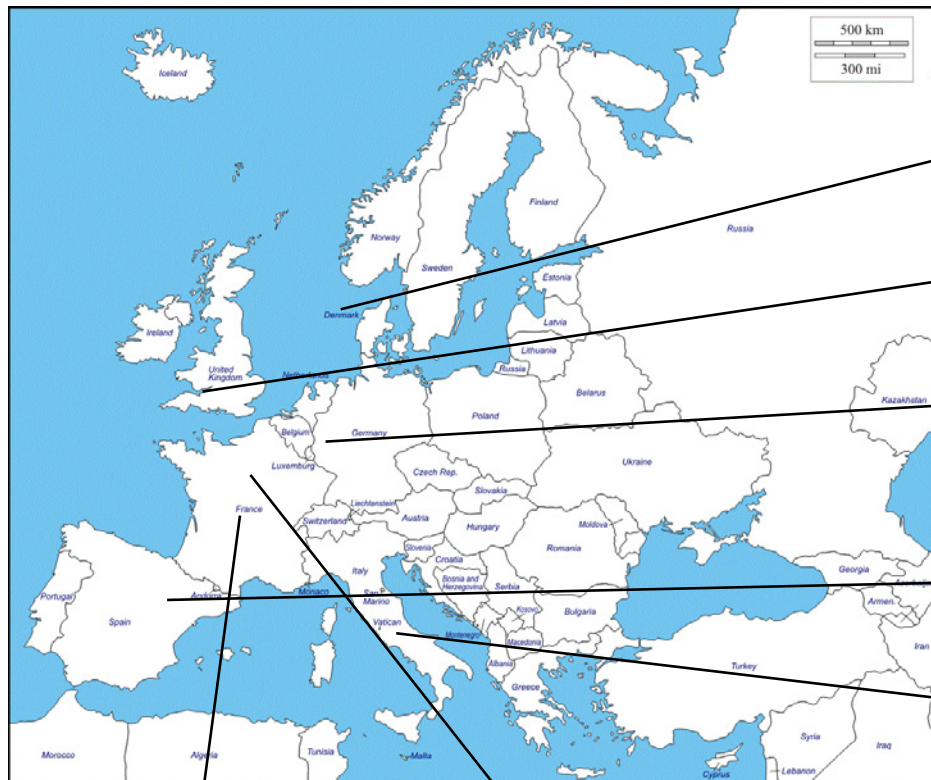 500 km
300 mi
Iceland
Finland
Norway
Russia
Sweden
Estonia
Denmark
Latvia
Ireland
Lithuania
United
Kingdom
Netherlands
Russia
Belarus
Kazakhstan
Poland
Belgium
Germany
Ukraine
Luxemburg
Czech Rep.
Slovakia
Liechtenstein
France
Switzerland
Austria
Hungary
Moldova
Slovenia
Romania
Croatia
Italy
Georgia
Bosnia and
Herzegovina
Serbia
Monaco
San
Marino
Andorra
Portugal
Armen.
Kosovo
Bulgaria
Spain
Vatican
Montenegro
Macedonia
Iran
Albania
Turkey
Greece
Syria
Morocco
Algeria
Tunisia
Malta
Iraq
Cyprus
Lebanon